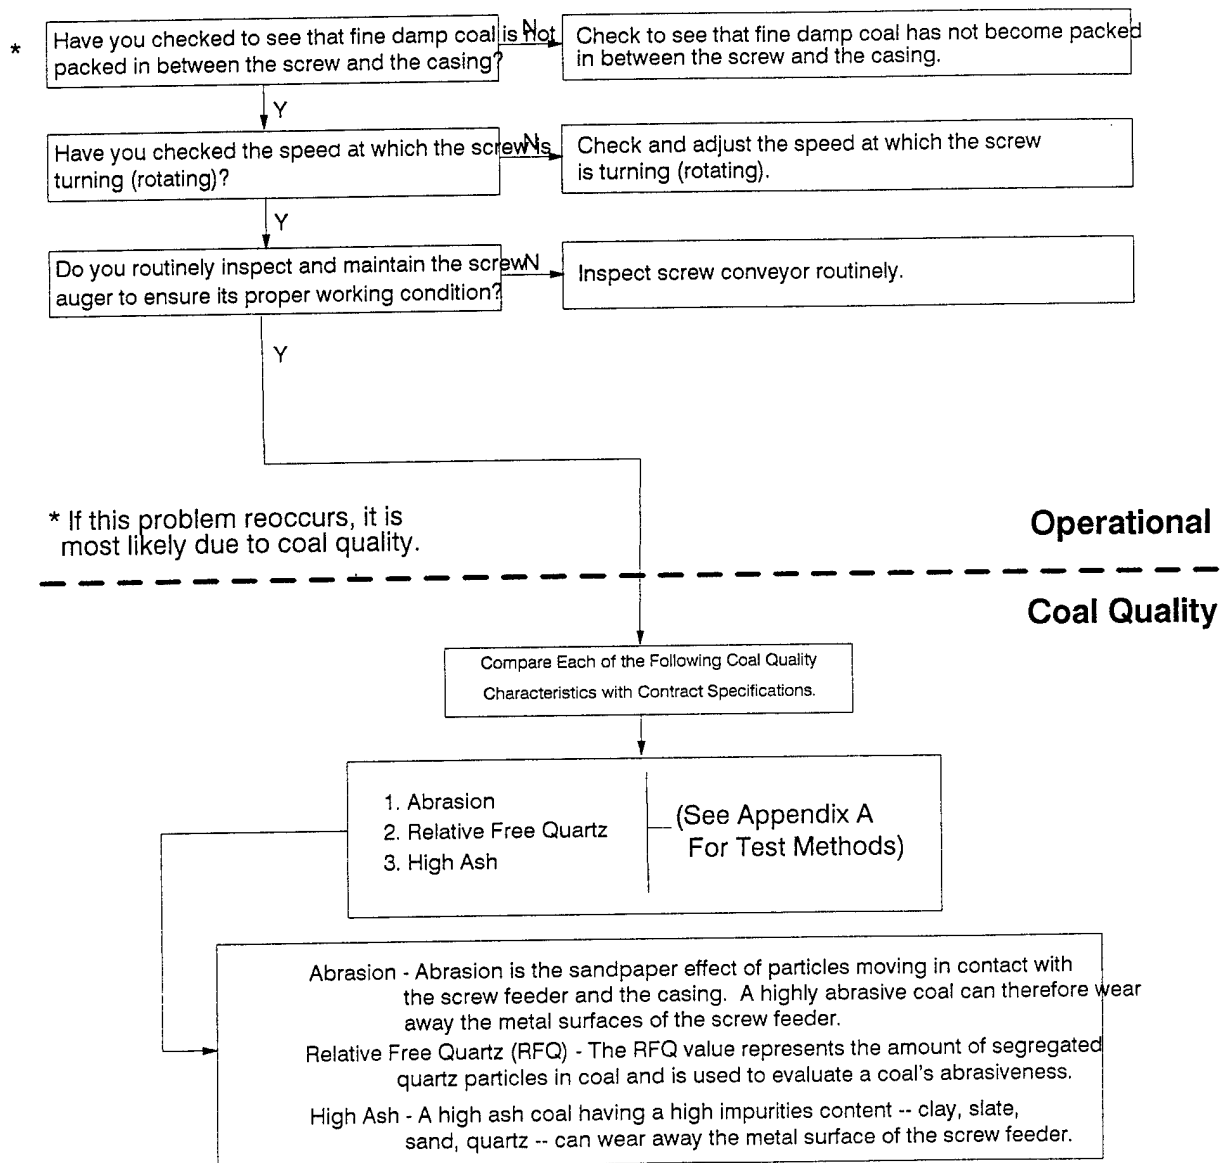 * Have you checked to see that fine damp coal is Not
packed in between the screw and the casing?
N
Check to see that fine damp coal has not become packed
in between the screw and the casing.
Y
Have you checked the speed at which the screw is
turning (rotating)?
N
Check and adjust the speed at which the screw
is turning (rotating).
Y
Do you routinely inspect and maintain the screw
auger to ensure its proper working condition?
N
Inspect screw conveyor routinely.
Y
* If this problem reoccurs, it is
most likely due to coal quality.
Operational
Coal Quality
Compare Each of the Following Coal Quality
Characteristics with Contract Specifications.
1. Abrasion
2. Relative Free Quartz
3. High Ash
(See Appendix A
For Test Methods)
Abrasion - Abrasion is the sandpaper effect of particles moving in contact with
the screw feeder and the casing. A highly abrasive coal can therefore wear
away the metal surfaces of the screw feeder.
Relative Free Quartz (RFQ) - The RFQ value represents the amount of segregated
quartz particles in coal and is used to evaluate a coal's abrasiveness.
High Ash - A high ash coal having a high impurities content -- clay, slate,
sand, quartz -- can wear away the metal surface of the screw feeder.